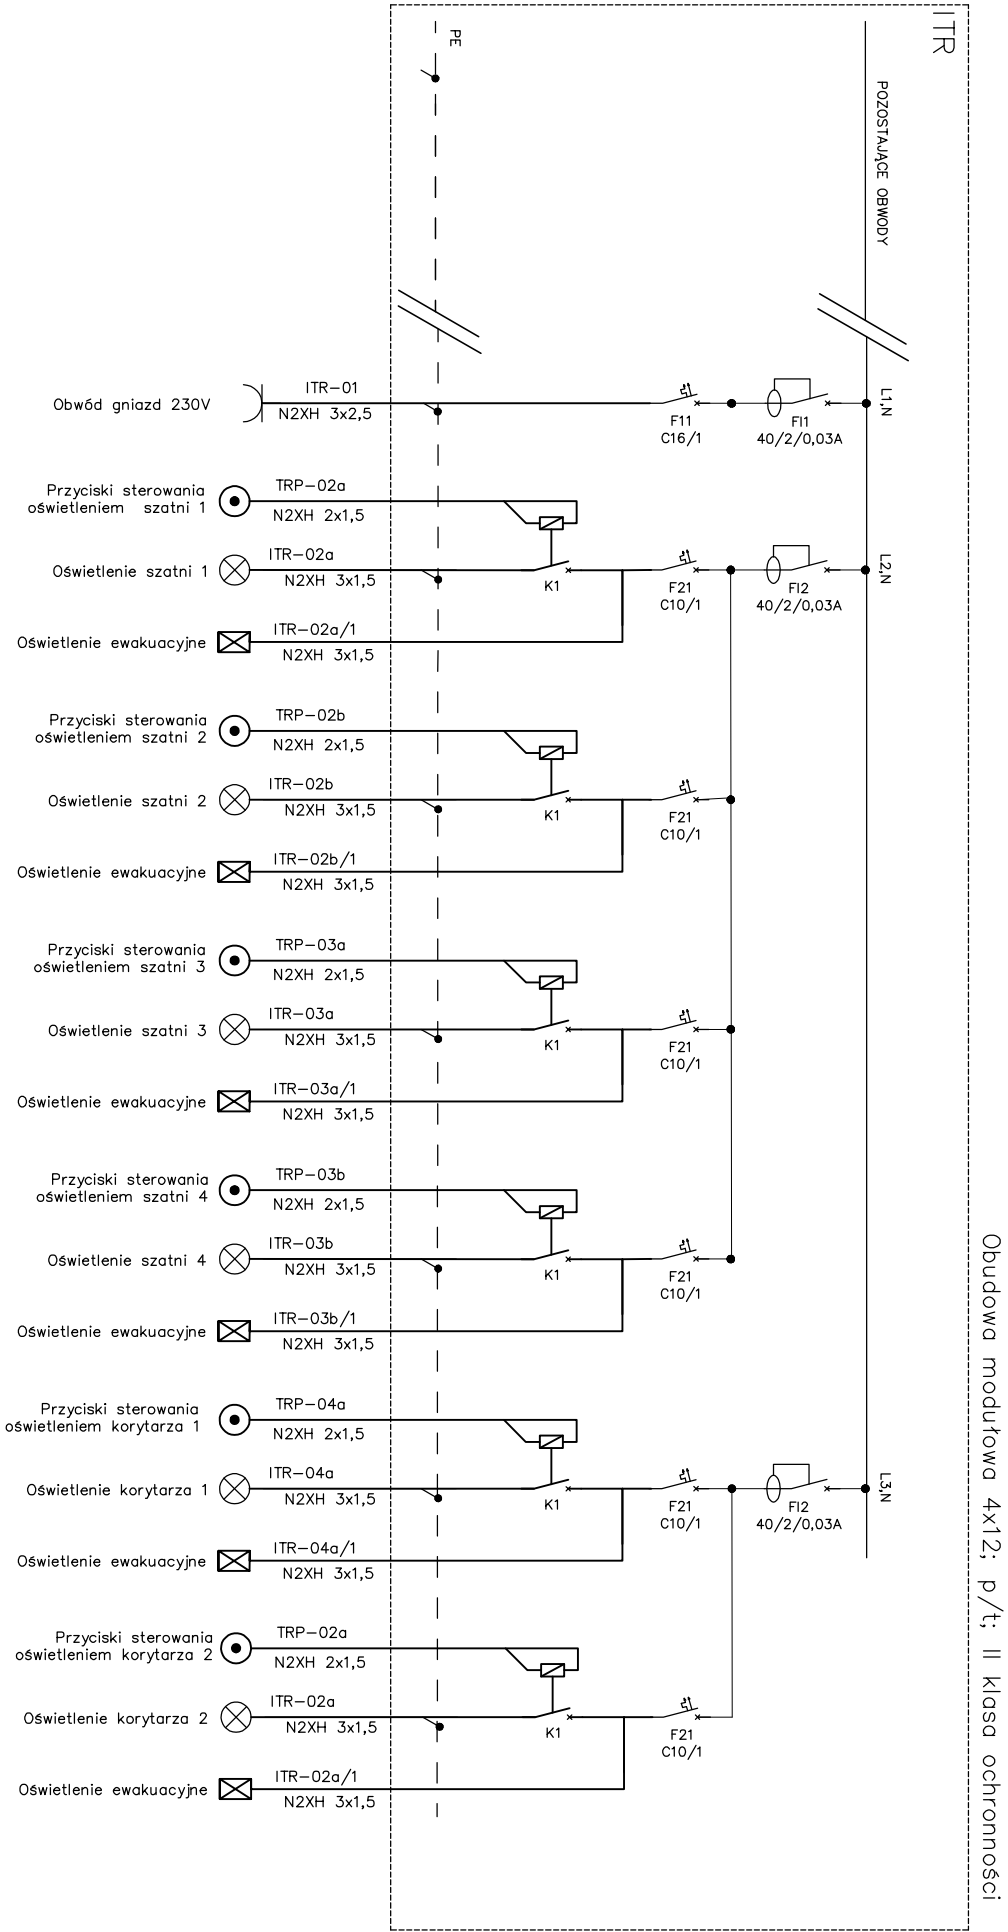 ITR
PE
POZOSTAJĄCE OBWODY
Obwód gniazd 230V
ITR-01
N2XH 3x2,5
F11
C16/1
FI1
40/2/0,03A
L1,N
Przyciski sterowania
oświetleniem szatni 1
TRP-02a
N2XH 2x1,5
Oświetlenie szatni 1
ITR-02a
N2XH 3x1,5
K1
F21
C10/1
FI2
40/2/0,03A
L2,N
Oświetlenie ewakuacyjne
ITR-02a/1
N2XH 3x1,5
Przyciski sterowania
oświetleniem szatni 2
TRP-02b
N2XH 2x1,5
Oświetlenie szatni 2
ITR-02b
N2XH 3x1,5
K1
F21
C10/1
Oświetlenie ewakuacyjne
ITR-02b/1
N2XH 3x1,5
Przyciski sterowania
oświetleniem szatni 3
TRP-03a
N2XH 2x1,5
Oświetlenie szatni 3
ITR-03a
N2XH 3x1,5
K1
F21
C10/1
Oświetlenie ewakuacyjne
ITR-03a/1
N2XH 3x1,5
Przyciski sterowania
oświetleniem szatni 4
TRP-03b
N2XH 2x1,5
Oświetlenie szatni 4
ITR-03b
N2XH 3x1,5
K1
F21
C10/1
Oświetlenie ewakuacyjne
ITR-03b/1
N2XH 3x1,5
Przyciski sterowania
oświetleniem korytarza 1
TRP-04a
N2XH 2x1,5
Oświetlenie korytarza 1
ITR-04a
N2XH 3x1,5
K1
F21
C10/1
FI2
40/2/0,03A
L3,N
Oświetlenie ewakuacyjne
ITR-04a/1
N2XH 3x1,5
Przyciski sterowania
oświetleniem korytarza 2
TRP-02a
N2XH 2x1,5
Oświetlenie korytarza 2
ITR-02a
N2XH 3x1,5
K1
F21
C10/1
Oświetlenie ewakuacyjne
ITR-02a/1
N2XH 3x1,5
Obudowa modułowa 4x12; p/t; II klasa ochronności